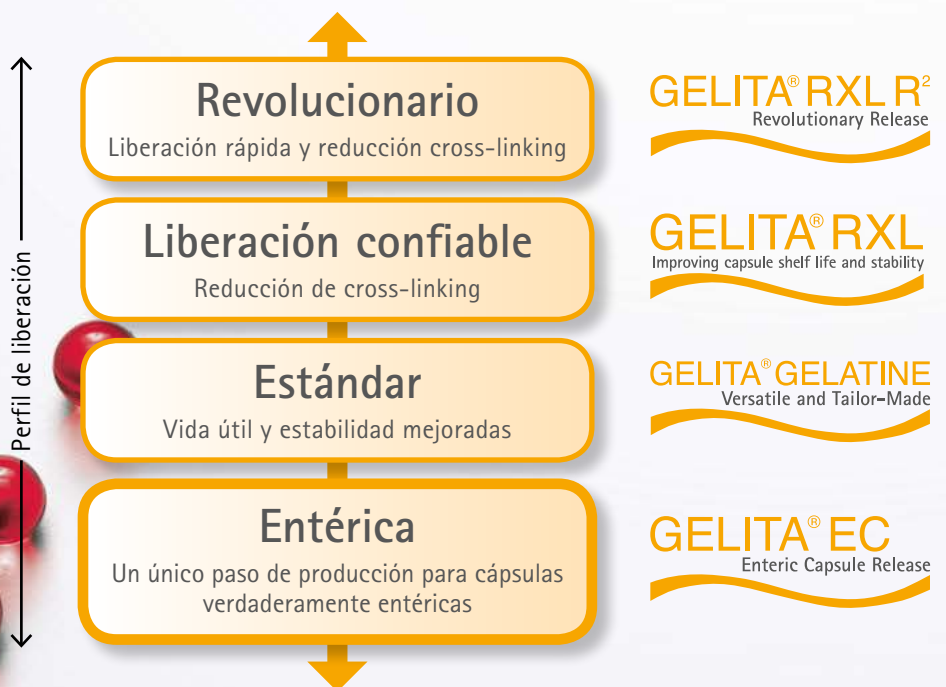 Perfil de liberación
Revolucionario
Liberación rápida y reducción cross-linking
GELITA® RXL R²
Revolutionary Release
Liberación confiable
Reducción de cross-linking
GELITA® RXL
Improving capsule shelf life and stability
Estándar
Vida útil y estabilidad mejoradas
GELITA® GELATINE
Versatile and Tailor-Made
Entérica
Un único paso de producción para cápsulas
verdaderamente entéricas
GELITA® EC
Enteric Capsule Release